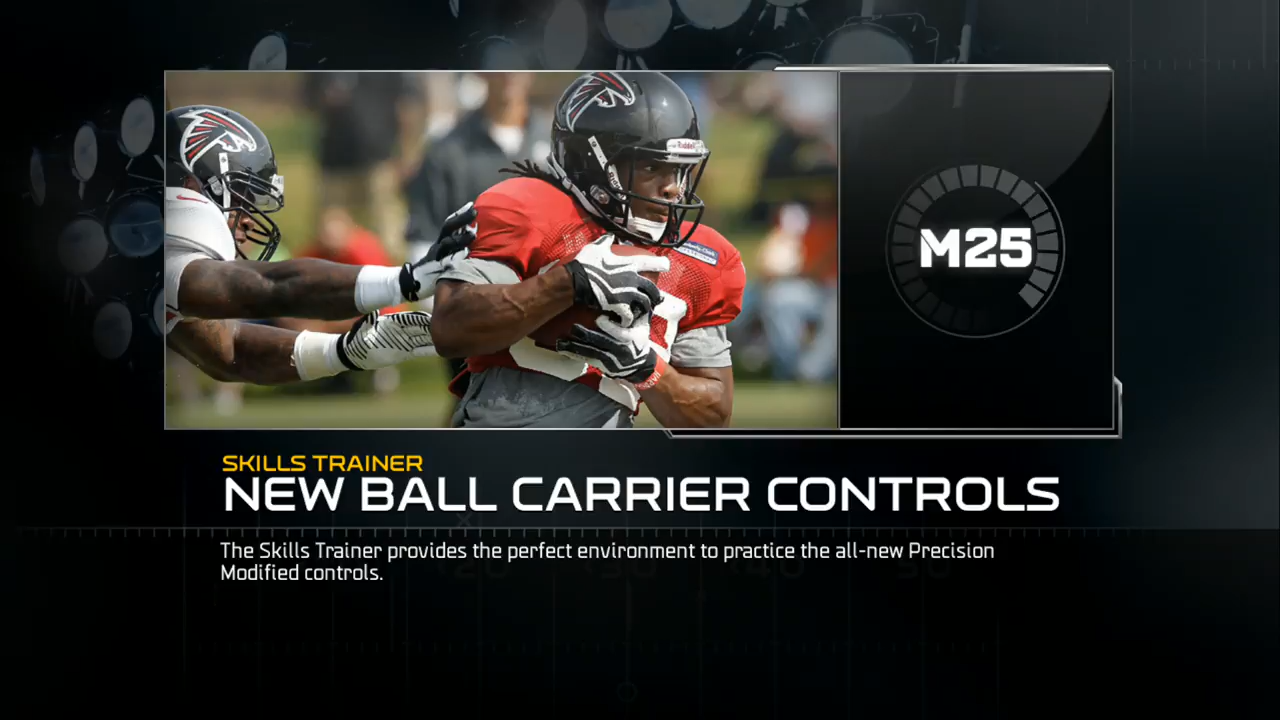 Riddell
M25
SKILLS TRAINER
NEW BALL CARRIER CONTROLS
The Skills Trainer provides the perfect environment to practice the all-new Precision
Modified controls.